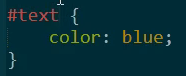 #text {
    color: blue;
}